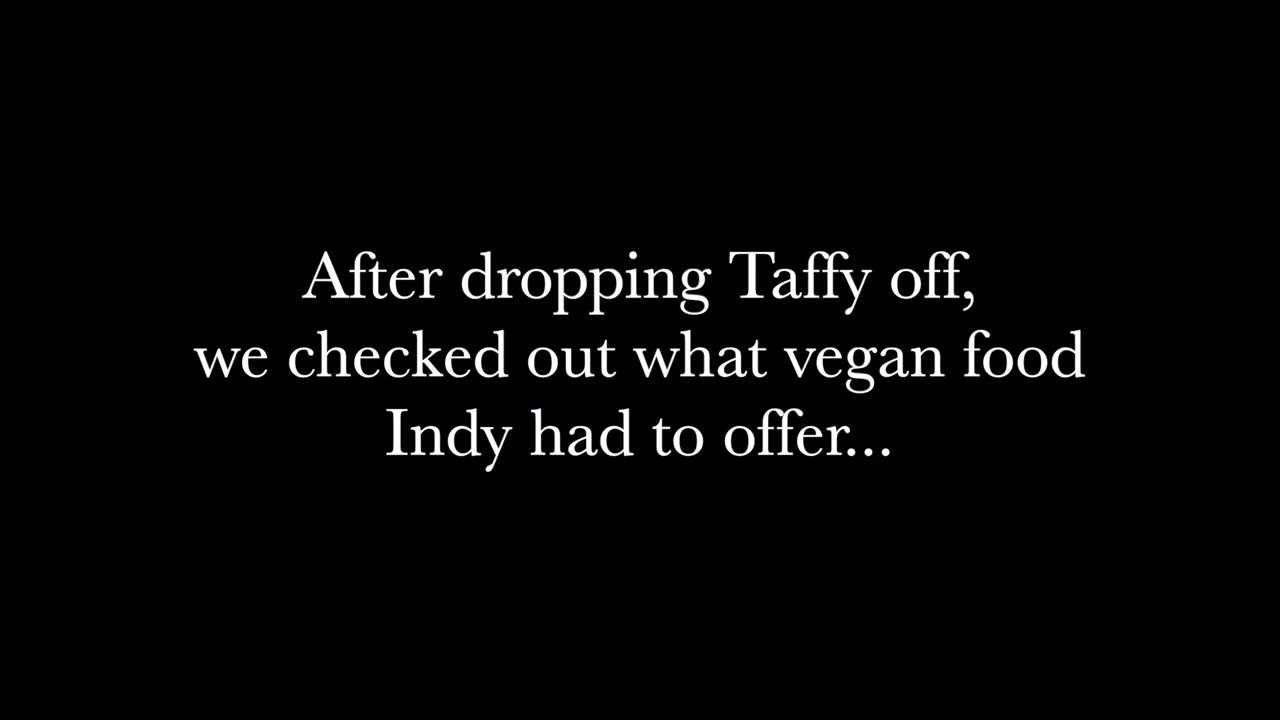 After dropping Taffy off,
we checked out what vegan food
Indy had to offer...